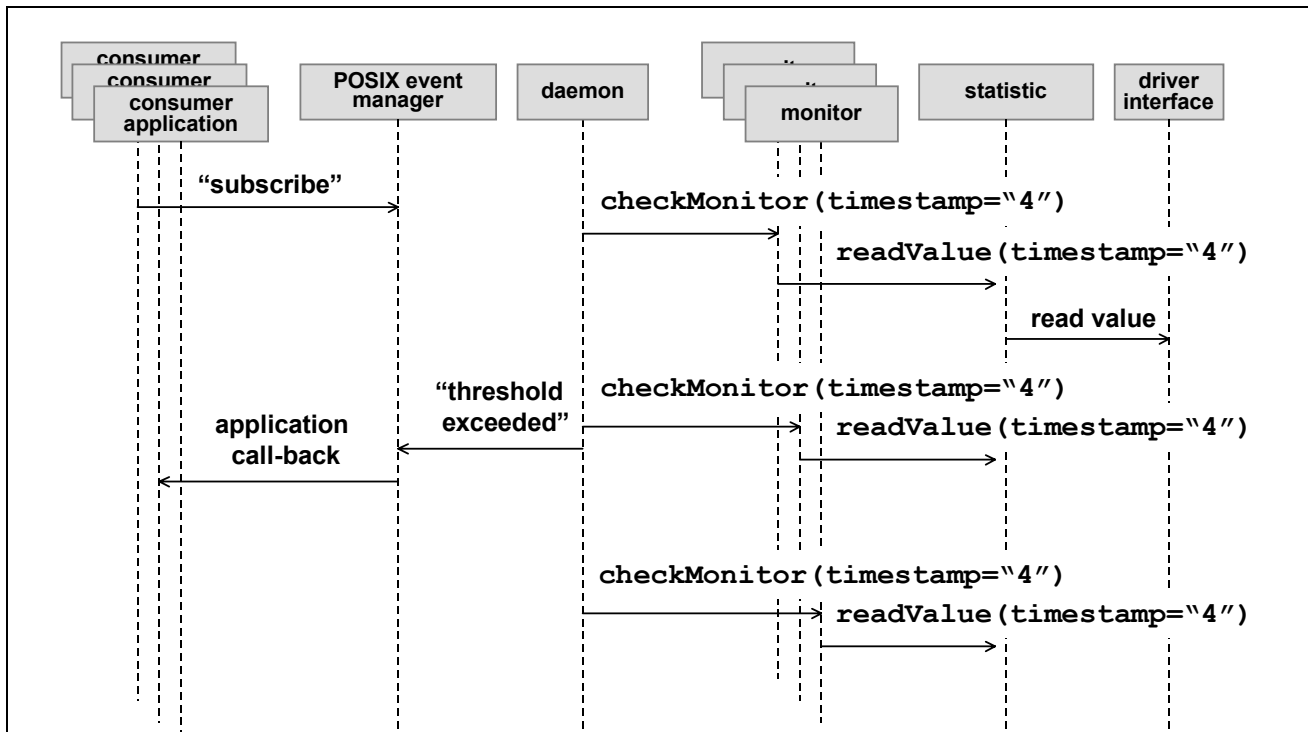 consumer
consumer
consumer
application
POSIX event
manager
daemon
monitor
statistic
driver
interface
“subscribe”
checkMonitor(timestamp=“4”)
readValue(timestamp=“4”)
read value
“threshold
exceeded”
checkMonitor(timestamp=“4”)
readValue(timestamp=“4”)
application
call-back
checkMonitor(timestamp=“4”)
readValue(timestamp=“4”)